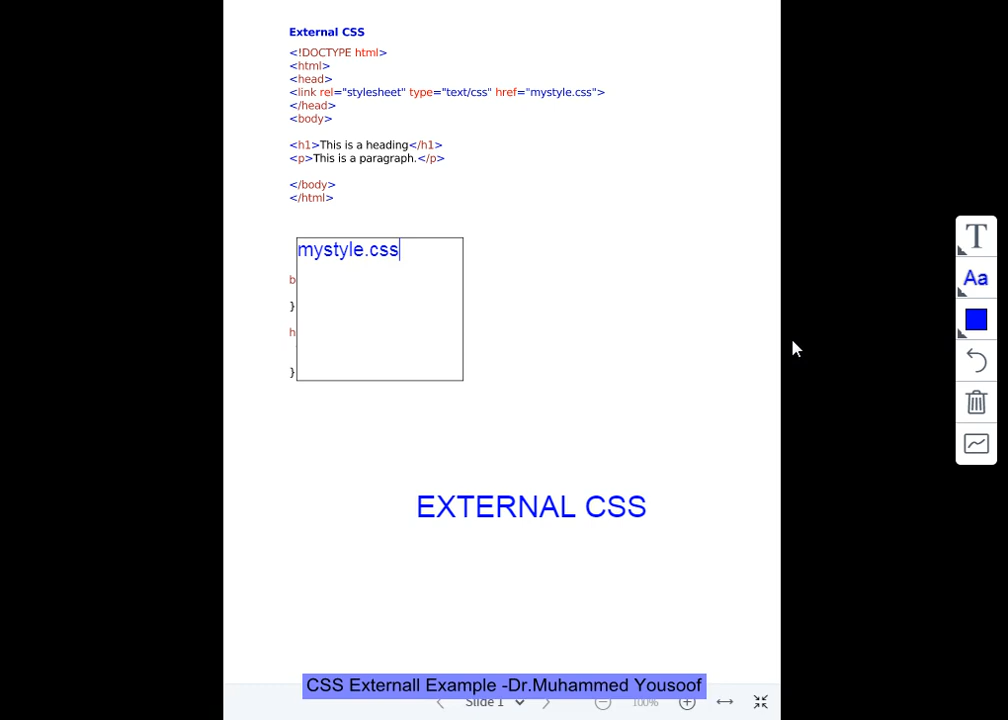 External CSS
<!DOCTYPE html>
<html>
<head>
<link rel="stylesheet" type="text/css" href="mystyle.css">
</head>
<body>
<h1>This is a heading</h1>
<p>This is a paragraph.</p>
</body>
</html>
mystyle.css
b
}
h
}
EXTERNAL CSS
CSS Externall Example -Dr.Muhammed Yousoof
Slide 1
100%
T
Aa